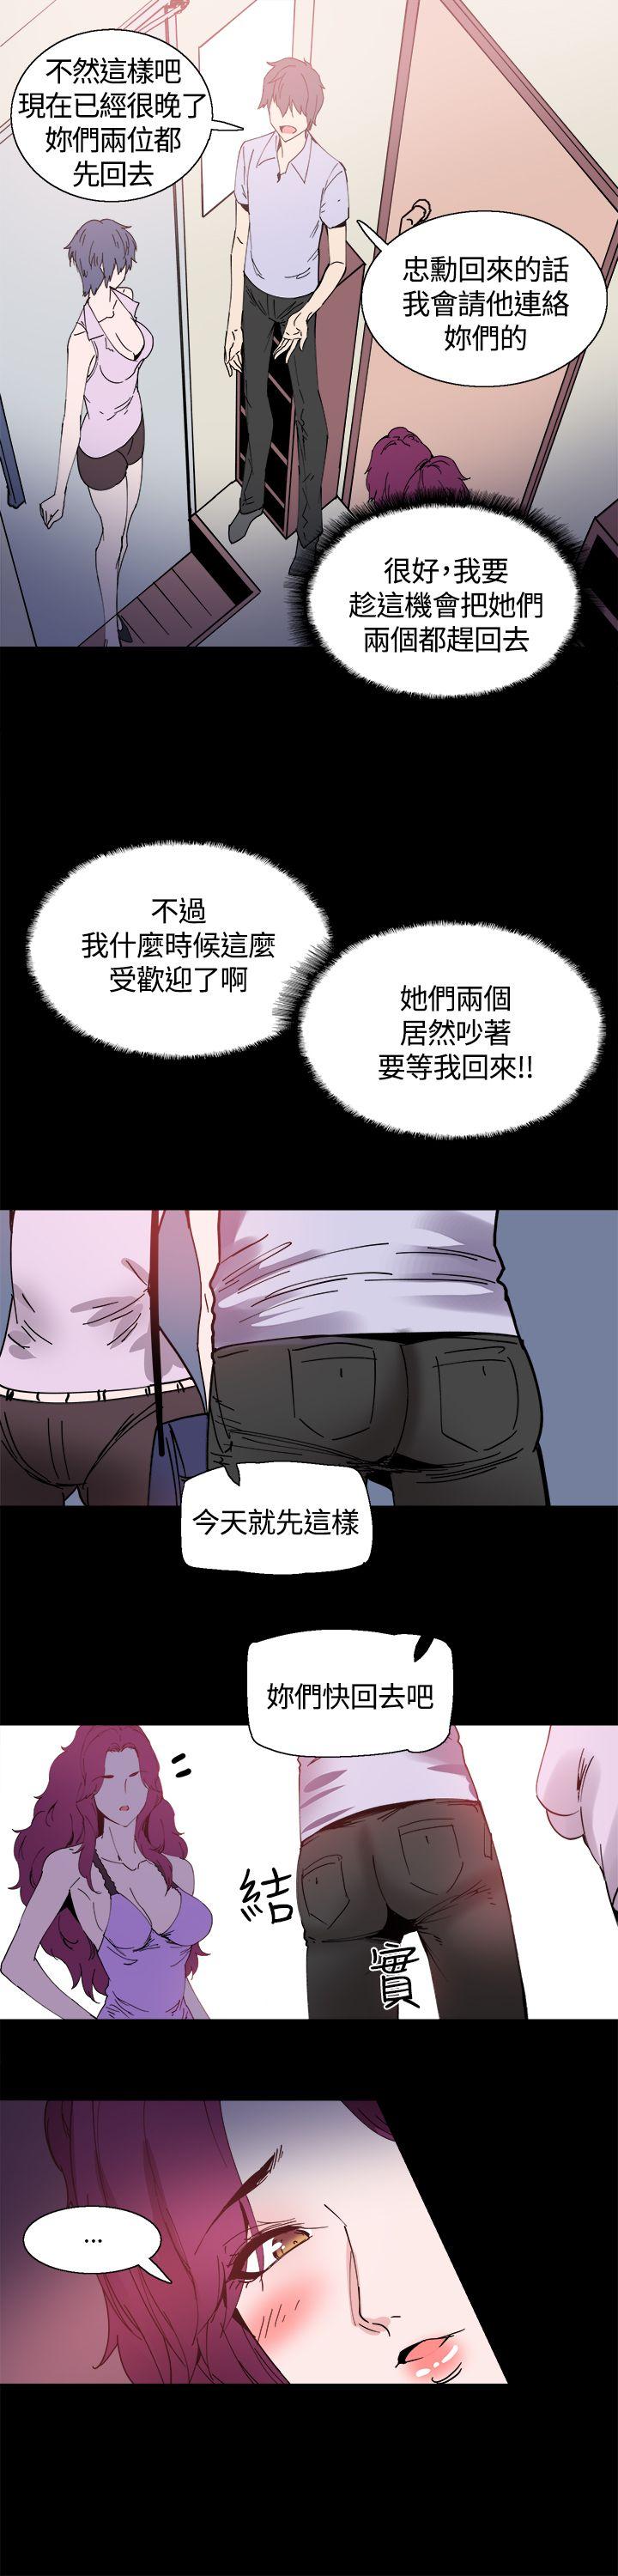 不然這樣吧
現在已經很晚了
妳們兩位都
先回去
忠勳回來的話
我會請他連絡
妳們的
很好，我要
趁這機會把她們
兩個都趕回去
不過
我什麼時候這麼
受歡迎了啊
她們兩個
居然吵著
要等我回來!!
今天就先這樣
妳們快回去吧
結
實
...